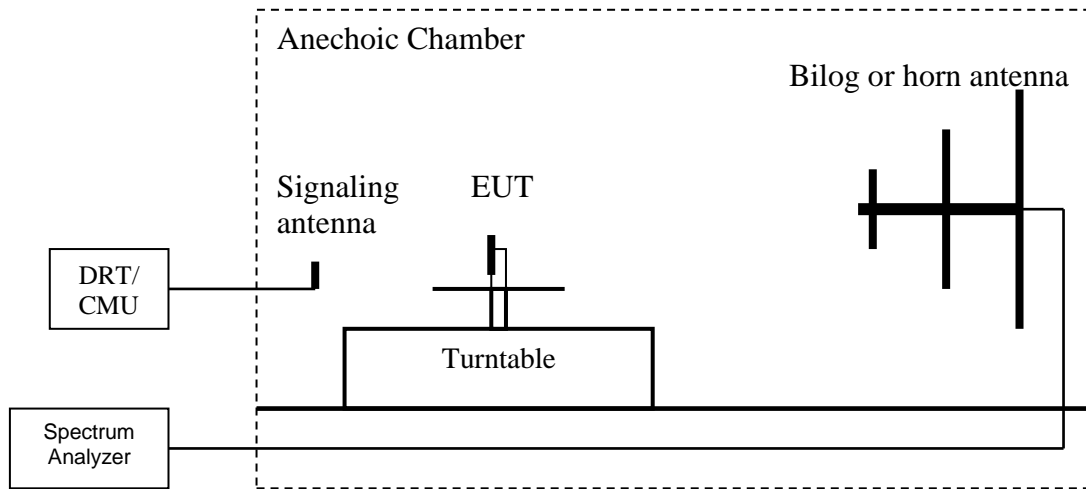 Anechoic Chamber
Bilog or horn antenna
Signaling
antenna
EUT
DRT/
CMU
Turntable
Spectrum
Analyzer